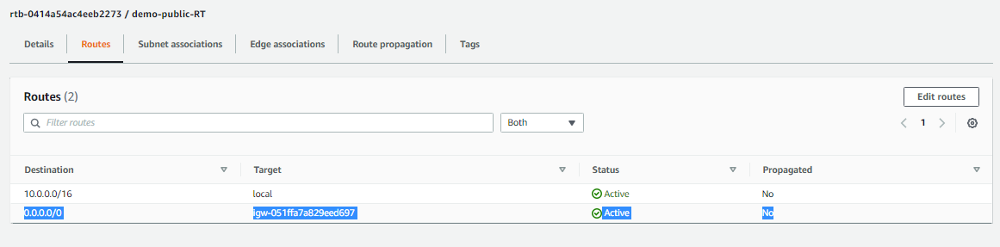 rtb-0414a54ac4eeb2273 / demo-public-RT
Details Routes Subnet associations Edge associations Route propagation Tags
Routes (2) Edit routes
Filter routes Both 1
Destination Target Status Propagated
10.0.0.0/16 local Active No
0.0.0.0/0 igw-051ffa7a829eed697 Active No